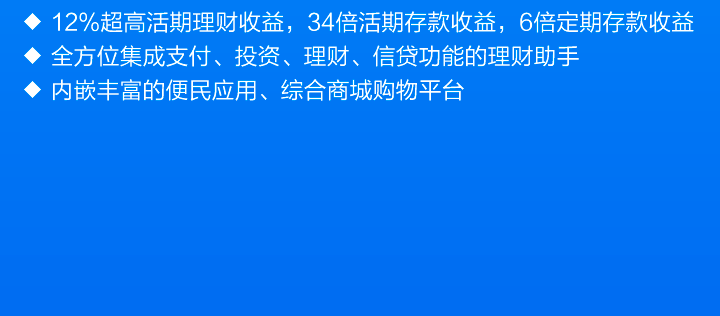 ◆ 12%超高活期理财收益，34倍活期存款收益，6倍定期存款收益
◆ 全方位集成支付、投资、理财、信贷功能的理财助手
◆ 内嵌丰富的便民应用、综合商城购物平台